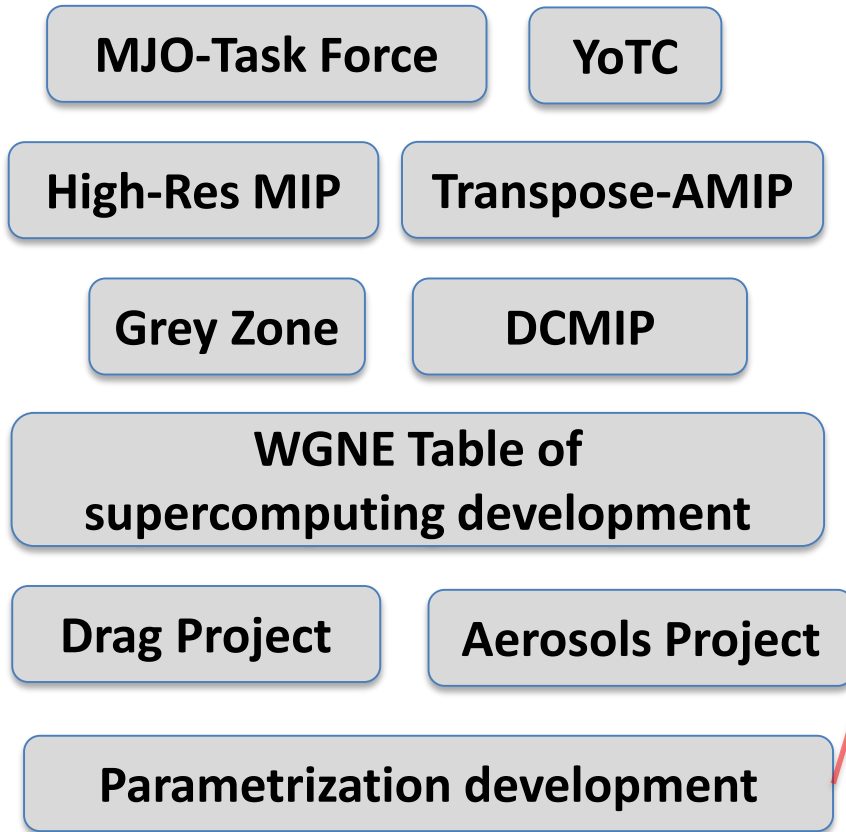 MJO-Task Force
YoTC
High-Res MIP
Transpose-AMIP
Grey Zone
DCMIP
WGNE Table of
supercomputing development
Drag Project
Aerosols Project
Parametrization development